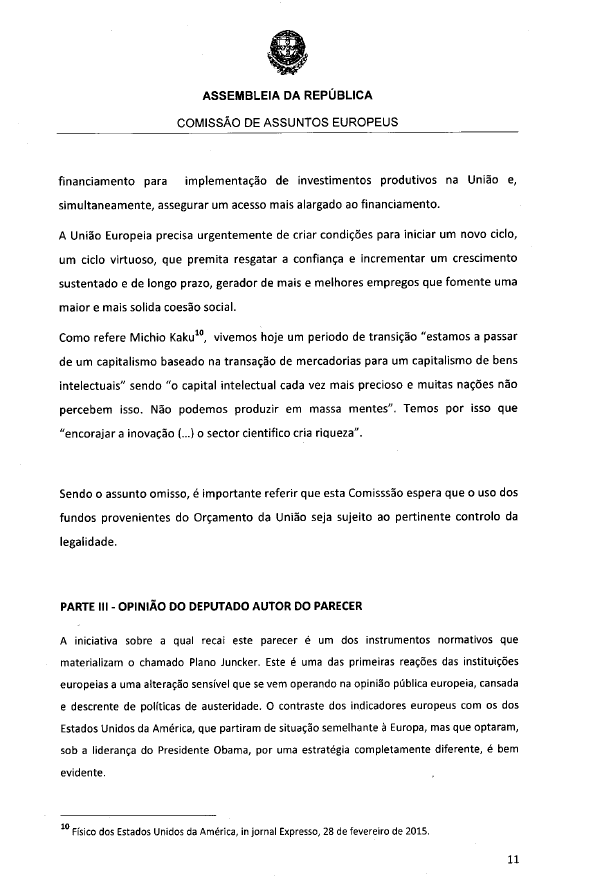 ASSEMBLEIA DA REPÚBLICA
COMISSÃO DE ASSUNTOS EUROPEUS
financiamento para implementação de investimentos produtivos na União e,
simultaneamente, assegurar um acesso mais alargado ao financiamento.
A União Europeia precisa urgentemente de criar condições para iniciar um novo ciclo,
um ciclo virtuoso, que premita resgatar a confiança e incrementar um crescimento
sustentado e de longo prazo, gerador de mais e melhores empregos que fomente uma
maior e mais solida coesão social.
Como refere Michio Kaku¹⁰, vivemos hoje um periodo de transição "estamos a passar
de um capitalismo baseado na transação de mercadorias para um capitalismo de bens
intelectuais" sendo "o capital intelectual cada vez mais precioso e muitas nações não
percebem isso. Não podemos produzir em massa mentes". Temos por isso que
"encorajar a inovação (...) o sector cientifico cria riqueza".
Sendo o assunto omisso, é importante referir que esta Comisssão espera que o uso dos
fundos provenientes do Orçamento da União seja sujeito ao pertinente controlo da
legalidade.
PARTE III - OPINIÃO DO DEPUTADO AUTOR DO PARECER
A iniciativa sobre a qual recai este parecer é um dos instrumentos normativos que
materializam o chamado Plano Juncker. Este é uma das primeiras reações das instituições
europeias a uma alteração sensível que se vem operando na opinião pública europeia, cansada
e descrente de políticas de austeridade. O contraste dos indicadores europeus com os dos
Estados Unidos da América, que partiram de situação semelhante à Europa, mas que optaram,
sob a liderança do Presidente Obama, por uma estratégia completamente diferente, é bem
evidente.
¹⁰ Físico dos Estados Unidos da América, in jornal Expresso, 28 de fevereiro de 2015.
11